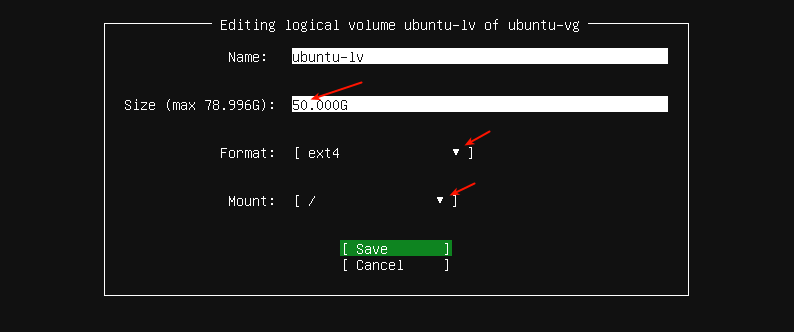 Editing logical volume ubuntu-lv of ubuntu-vg
Name: ubuntu-lv
Size (max 78.996G): 50.000G
Format: [ ext4 ▼ ]
Mount: [ / ▼ ]
[ Save ]
[ Cancel ]